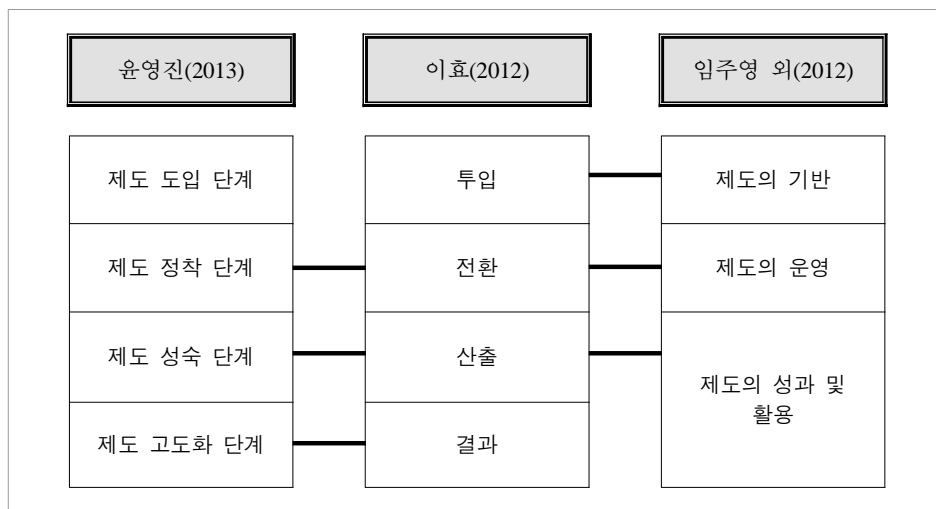 윤영진(2013)
이효(2012)
임주영 외(2012)
제도 도입 단계
투입
제도의 기반
제도 정착 단계
전환
제도의 운영
제도 성숙 단계
산출
제도의 성과 및
활용
제도 고도화 단계
결과